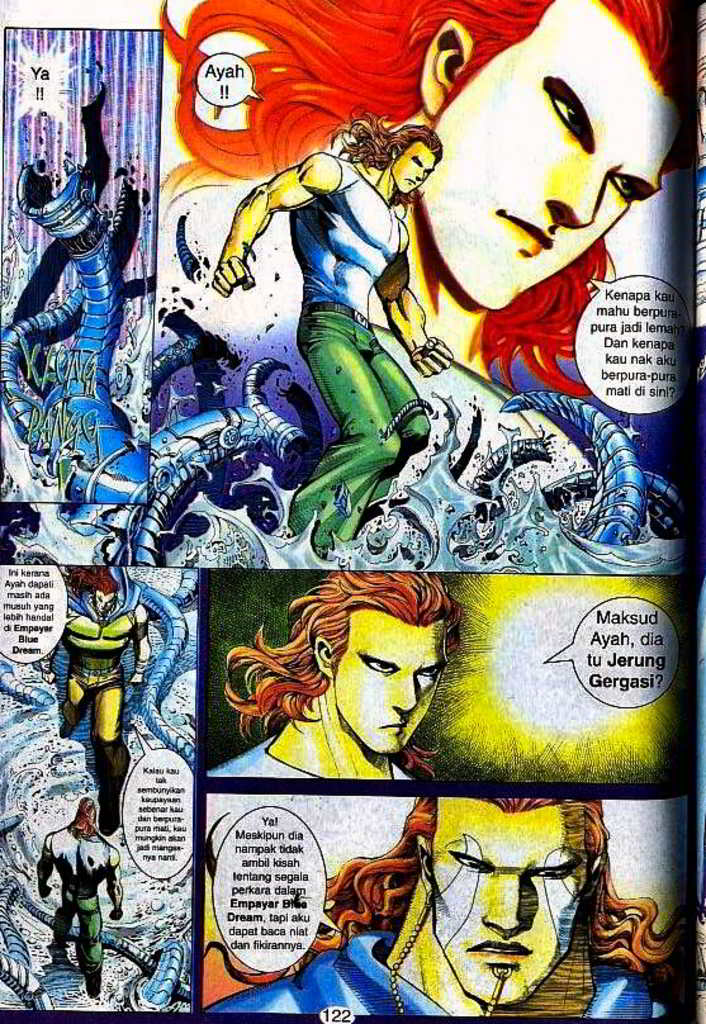 Ya
!!
Ayah
!!
KLUNG
PANGG
Kenapa kau
mahu berpura-
pura jadi lemah?
Dan kenapa
kau nak aku
berpura-pura
mati di sini?
Ini kerana
Ayah dapati
masih ada
musuh yang
lebih handal
di Empayar
Blue
Dream.
Kalau kau
tak
sembunyikan
keupayaan
sebenar kau
dan berpura-
pura mati, kau
mungkin akan
jadi mangsa-
nya nanti.
Maksud
Ayah, dia
tu Jerung
Gergasi?
Ya!
Meskipun dia
nampak tidak
ambil kisah
tentang segala
perkara dalam
Empayar Blue
Dream, tapi aku
dapat baca niat
dan fikirannya.
122